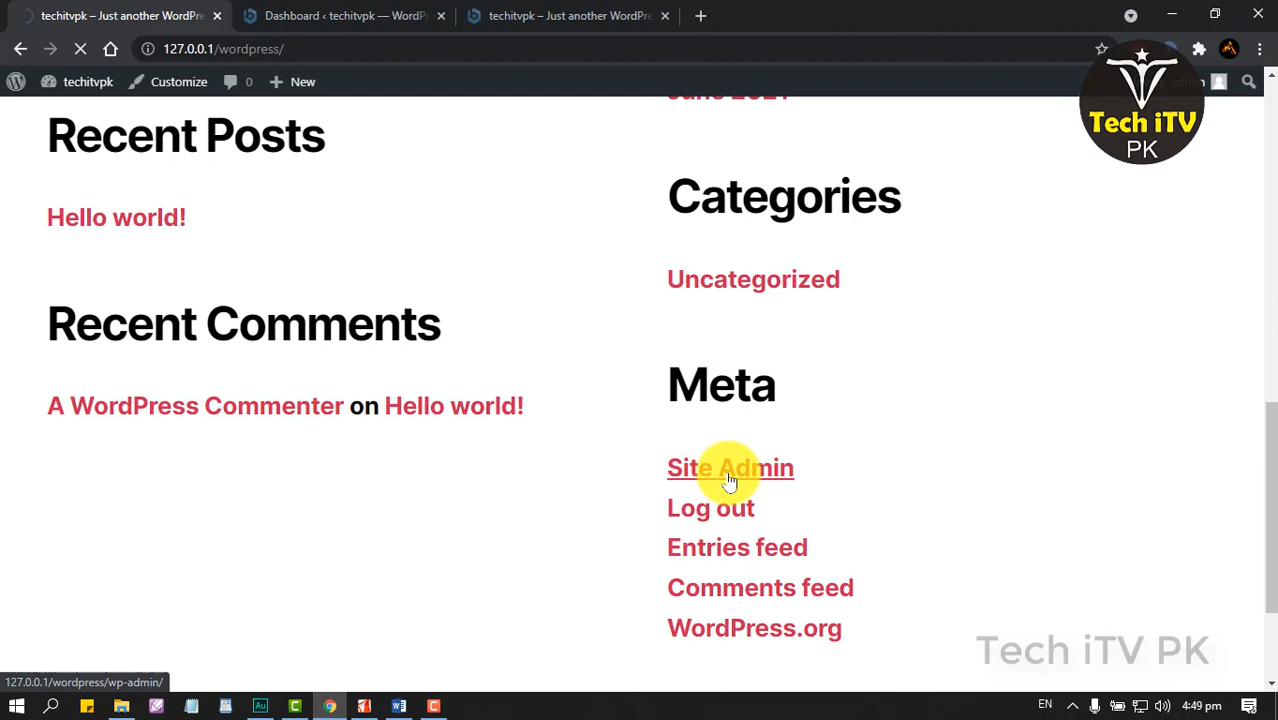 techitvpk – Just another WordPre
Dashboard ‹ techitvpk — WordP
techitvpk – Just another WordPre
127.0.0.1/wordpress/
techitvpk
Customize
0
New
admin
Tech iTV
PK
June 2021
Recent Posts
Categories
Hello world!
Uncategorized
Recent Comments
Meta
A WordPress Commenter on Hello world!
Site Admin
Log out
Entries feed
Comments feed
WordPress.org
Tech iTV PK
127.0.0.1/wordpress/wp-admin/
EN
4:49 pm